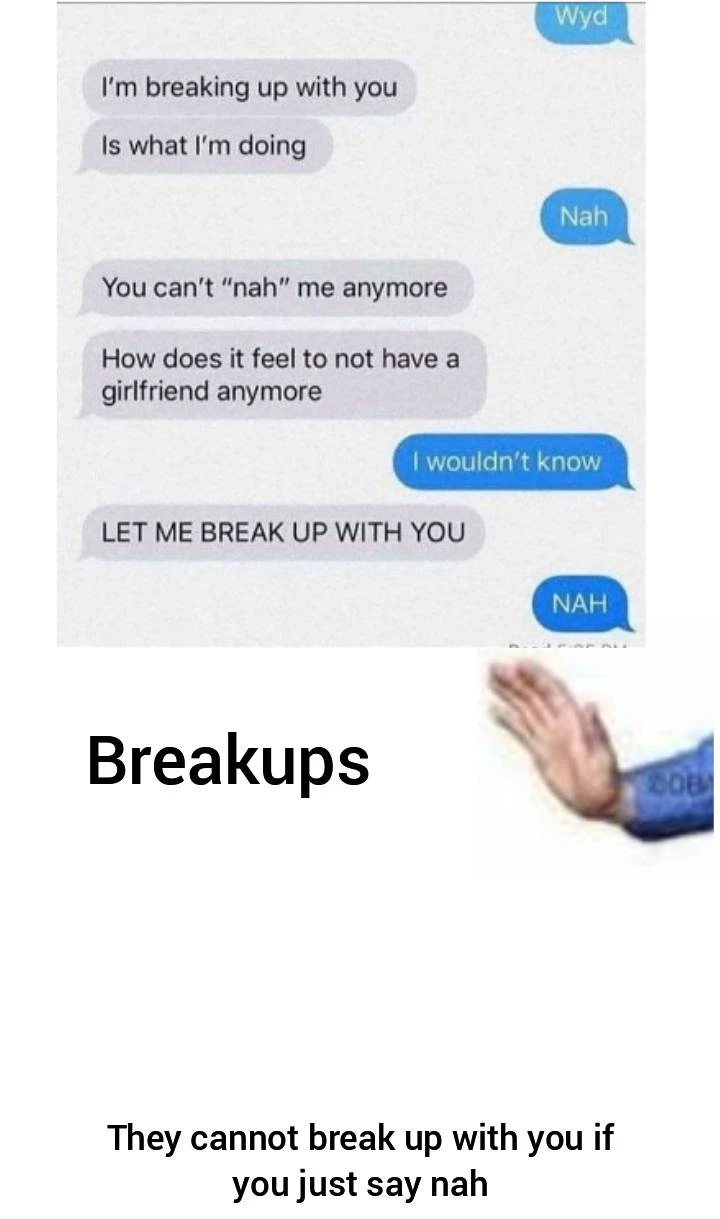 Wyd
I'm breaking up with you
Is what I'm doing
Nah
You can't "nah" me anymore
How does it feel to not have a
girlfriend anymore
I wouldn't know
LET ME BREAK UP WITH YOU
NAH
Breakups
They cannot break up with you if
you just say nah